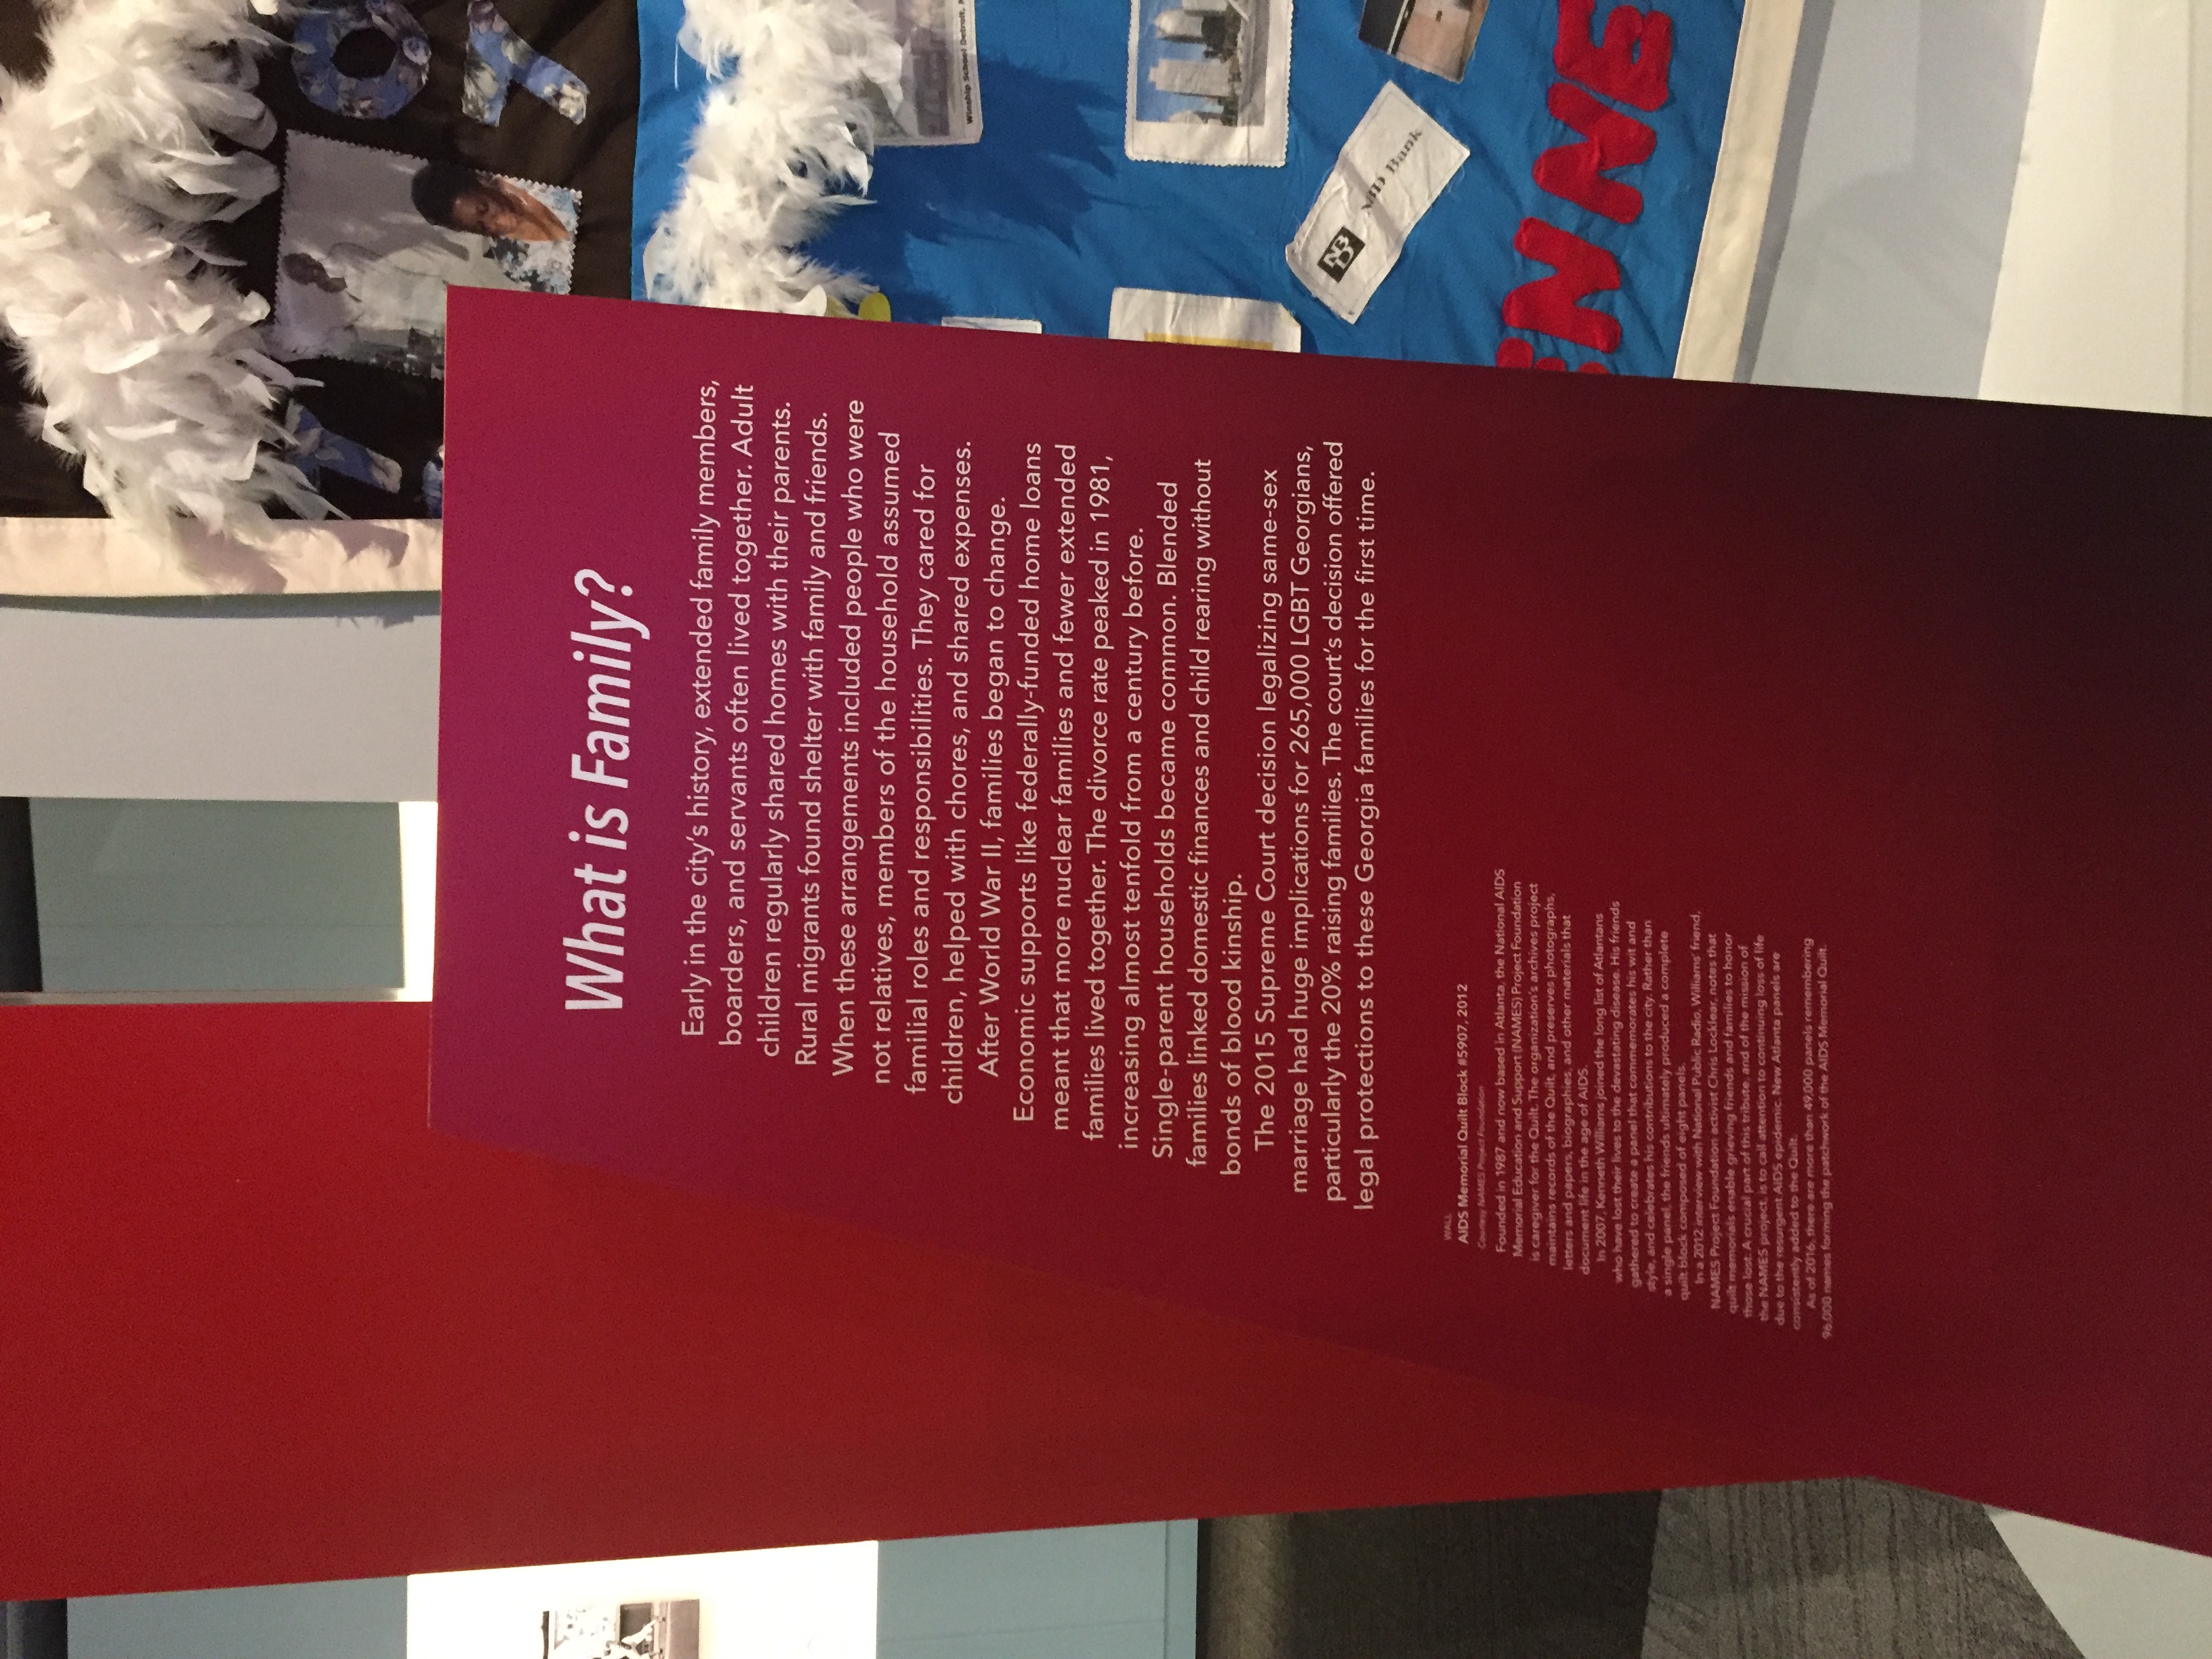 What is Family?
Early in the city's history, extended family members,
boarders, and servants often lived together. Adult
children regularly shared homes with their parents.
Rural migrants found shelter with family and friends.
When these arrangements included people who were
not relatives, members of the household assumed
familial roles and responsibilities. They cared for
children, helped with chores, and shared expenses.
After World War II, families began to change.
Economic supports like federally-funded home loans
meant that more nuclear families and fewer extended
families lived together. The divorce rate peaked in 1981,
increasing almost tenfold from a century before.
Single-parent households became common. Blended
families linked domestic finances and child rearing without
bonds of blood kinship.
The 2015 Supreme Court decision legalizing same-sex
marriage had huge implications for 265,000 LGBT Georgians,
particularly the 20% raising families. The court's decision offered
legal protections to these Georgia families for the first time.
WALL
AIDS Memorial Quilt Block #5907, 2012
Courtesy NAMES Project Foundation
Founded in 1987 and now based in Atlanta, the National AIDS
Memorial Education and Support (NAMES) Project Foundation
is caregiver for the Quilt. The organization's archives project
maintains records of the Quilt, and preserves photographs,
letters and papers, biographies, and other materials that
document life in the age of AIDS.
In 2007, Kenneth Williams joined the long list of Atlantans
who have lost their lives to the devastating disease. His friends
gathered to create a panel that commemorates his wit and
style, and celebrates his contributions to the city. Rather than
a single panel, the friends ultimately produced a complete
quilt block composed of eight panels.
In a 2012 interview with National Public Radio, Williams' friend,
NAMES Project Foundation activist Chris Locklear, notes that
quilt memorials enable grieving friends and families to honor
those lost. A crucial part of this tribute, and of the mission of
the NAMES project, is to call attention to continuing loss of life
due to the resurgent AIDS epidemic. New Atlanta panels are
consistently added to the Quilt.
As of 2016, there are more than 49,000 panels remembering
96,000 names forming the patchwork of the AIDS Memorial Quilt.
7
0
7
Winship School Detroit,
NBD
NBD Bank
ENNE